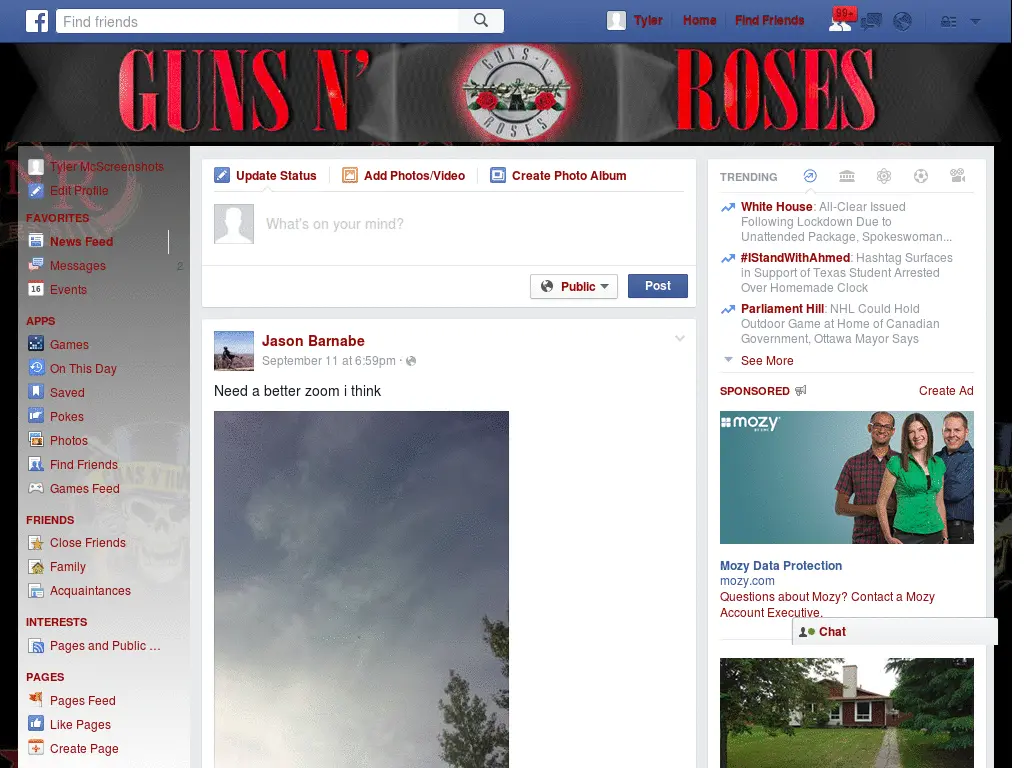 Find friends
Tyler
Home
Find Friends
99+
GUNS N' ROSES
GUNS N' ROSES
Tyler McScreenshots
Edit Profile
FAVORITES
News Feed
Messages 2
Events
16
APPS
Games
On This Day
Saved
Pokes
Photos
Find Friends
Games Feed
FRIENDS
Close Friends
Family
Acquaintances
INTERESTS
Pages and Public ...
PAGES
Pages Feed
Like Pages
Create Page
Update Status
Add Photos/Video
Create Photo Album
What's on your mind?
Public
Post
Jason Barnabe
September 11 at 6:59pm ·
Need a better zoom i think
TRENDING
White House: All-Clear Issued
Following Lockdown Due to
Unattended Package, Spokeswoman...
#IStandWithAhmed: Hashtag Surfaces
in Support of Texas Student Arrested
Over Homemade Clock
Parliament Hill: NHL Could Hold
Outdoor Game at Home of Canadian
Government, Ottawa Mayor Says
See More
SPONSORED
Create Ad
mozy
Mozy Data Protection
mozy.com
Questions about Mozy? Contact a Mozy
Account Executive.
Chat